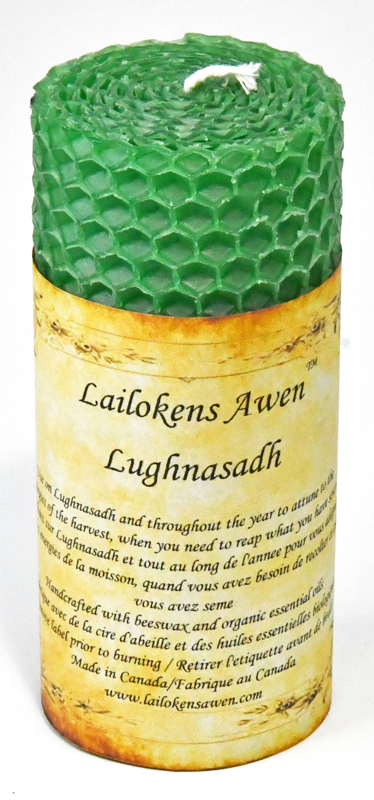 Lailokens Awen ™
Lughnasadh
on Lughnasadh and throughout the year to attune to the
of the harvest, when you need to reap what you have
sur Lughnasadh et tout au long de l'annee pour vous
energies de la moisson, quand vous avez besoin de
vous avez seme
Handcrafted with beeswax and organic essential oils
avec de la cire d'abeille et des huiles essentielles
label prior to burning / Retirer l'etiquette avant de
Made in Canada/Fabrique au Canada
www.lailokensawen.com